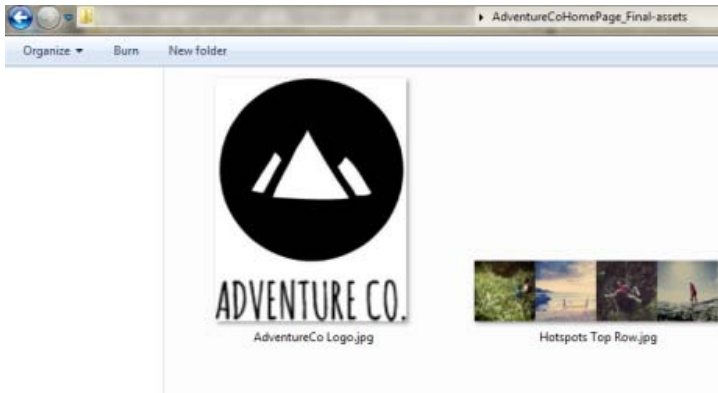 AdventureCoHomePage_Final-assets
Organize Burn New folder
ADVENTURE CO.
AdventureCo Logo.jpg
Hotspots Top Row.jpg